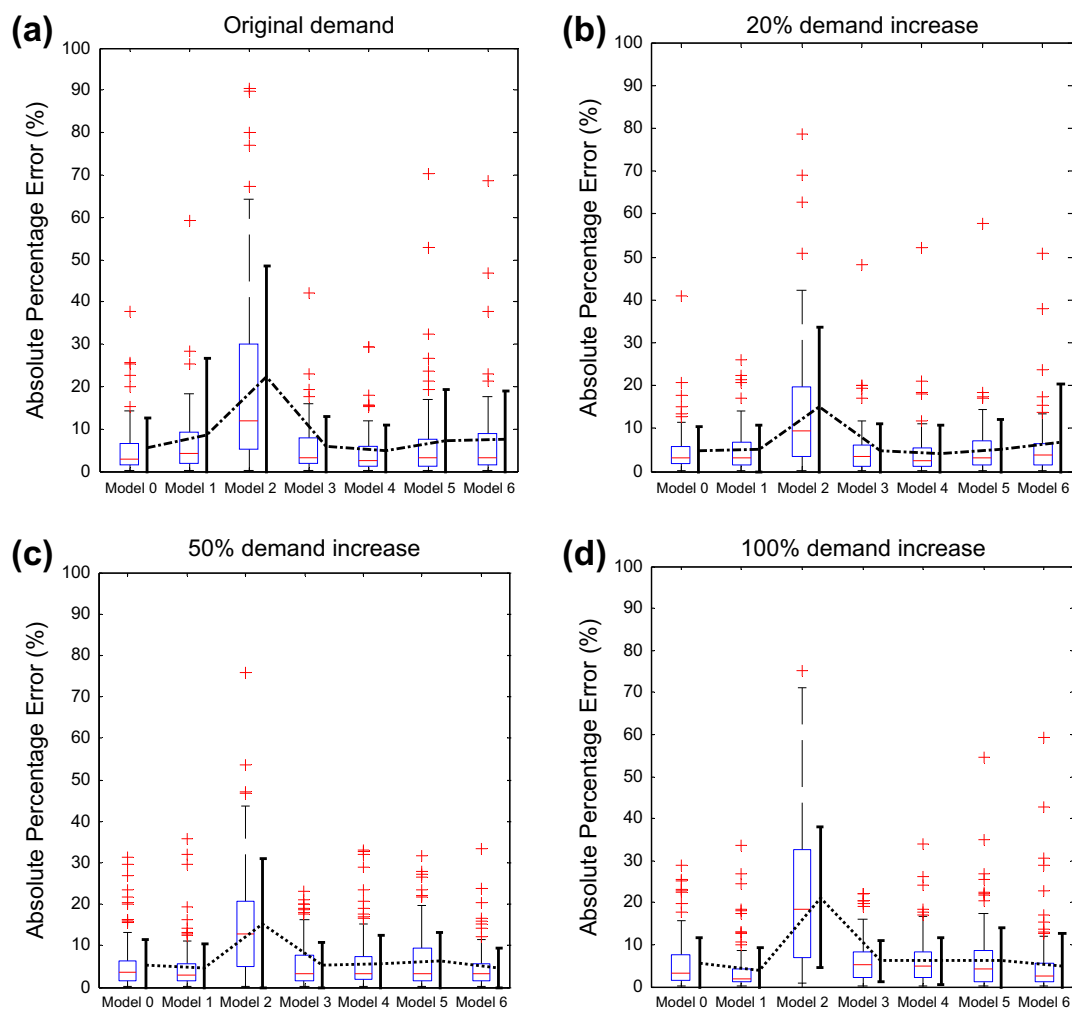 (a)
Original demand
Absolute Percentage Error (%)
100
90
80
70
60
50
40
30
20
10
0
Model 0 Model 1 Model 2 Model 3 Model 4 Model 5 Model 6
(b)
20% demand increase
Absolute Percentage Error (%)
100
90
80
70
60
50
40
30
20
10
0
Model 0 Model 1 Model 2 Model 3 Model 4 Model 5 Model 6
(c)
50% demand increase
Absolute Percentage Error (%)
100
90
80
70
60
50
40
30
20
10
0
Model 0 Model 1 Model 2 Model 3 Model 4 Model 5 Model 6
(d)
100% demand increase
Absolute Percentage Error (%)
100
90
80
70
60
50
40
30
20
10
0
Model 0 Model 1 Model 2 Model 3 Model 4 Model 5 Model 6